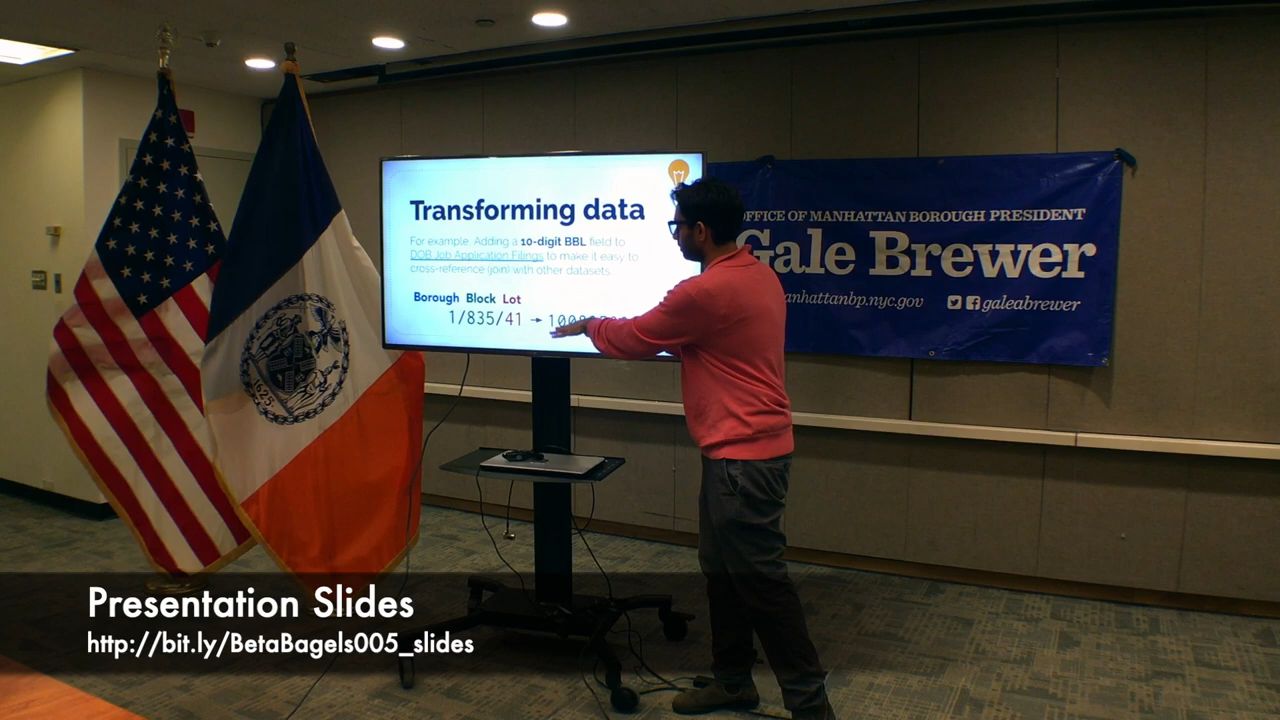 Transforming data
For example. Adding a 10-digit BBL field to
DOB Job Application Filings to make it easy to
cross-reference (join) with other datasets.
Borough Block Lot
1/835/41 →
OFFICE OF MANHATTAN BOROUGH PRESIDENT
Gale Brewer
manhattanbp.nyc.gov galeabrewer
1625
Presentation Slides
http://bit.ly/BetaBagels005_slides